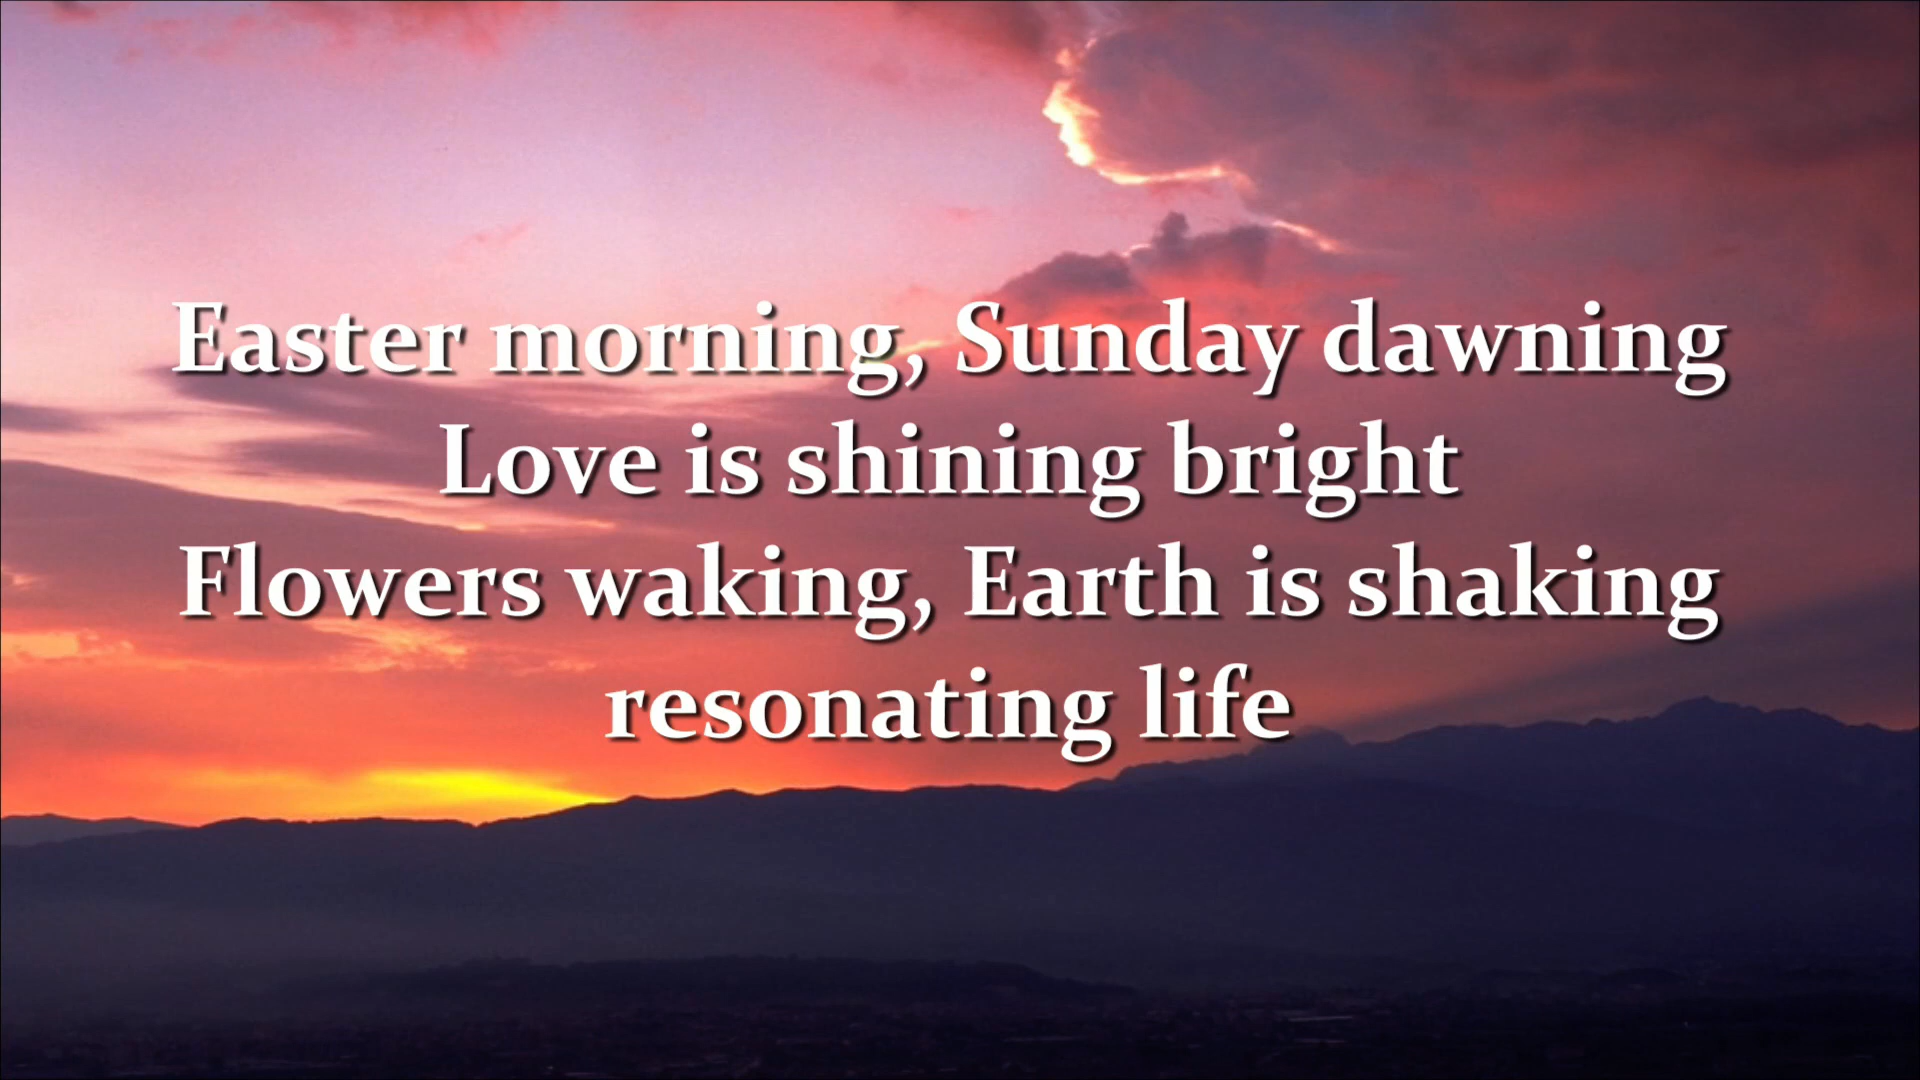 Easter morning, Sunday dawning
Love is shining bright
Flowers waking, Earth is shaking
resonating life